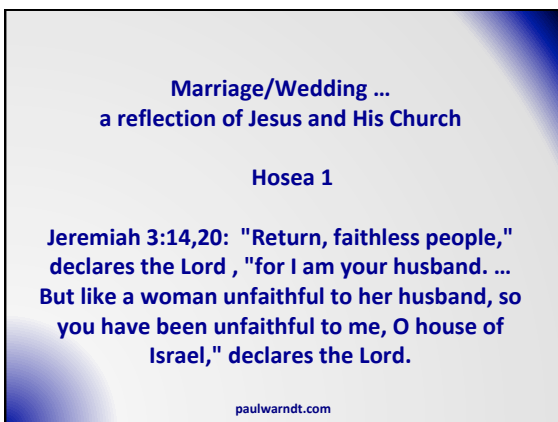 Marriage/Wedding …
a reflection of Jesus and His Church
Hosea 1
Jeremiah 3:14,20:  "Return, faithless people,"
declares the Lord , "for I am your husband. …
But like a woman unfaithful to her husband, so
you have been unfaithful to me, O house of
Israel," declares the Lord.
paulwarndt.com